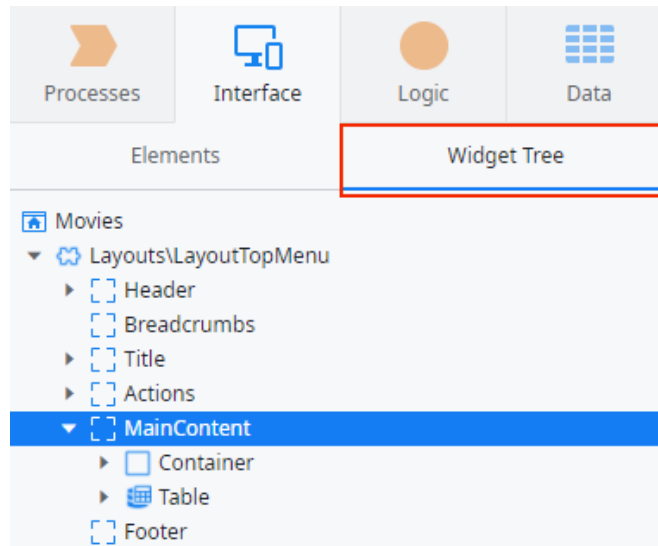 Processes Interface Logic Data
Elements Widget Tree
Movies
Layouts\LayoutTopMenu
Header
Breadcrumbs
Title
Actions
MainContent
Container
Table
Footer